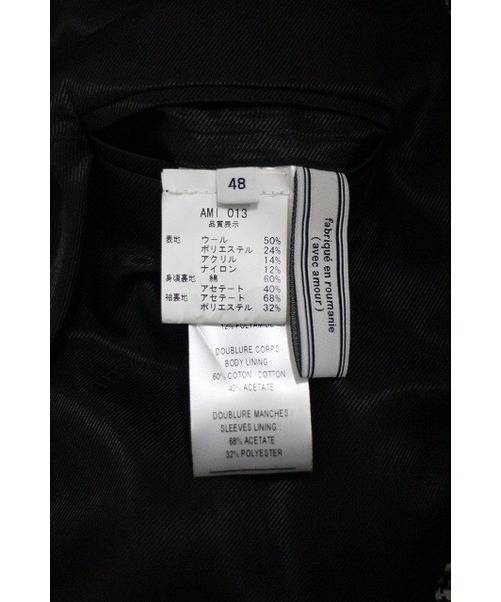 48
AMI 013
品質表示
表地 ウール 50%
ポリエステル 24%
アクリル 14%
ナイロン 12%
身頃裏地 綿 60%
アセテート 40%
袖裏地 アセテート 68%
ポリエステル 32%
12% POLYAMIDE
DOUBLURE CORPS :
BODY LINING :
60% COTON COTTON
40% ACETATE
DOUBLURE MANCHES :
SLEEVES LINING :
68% ACETATE
32% POLYESTER
fabriqué en roumanie
(avec amour)